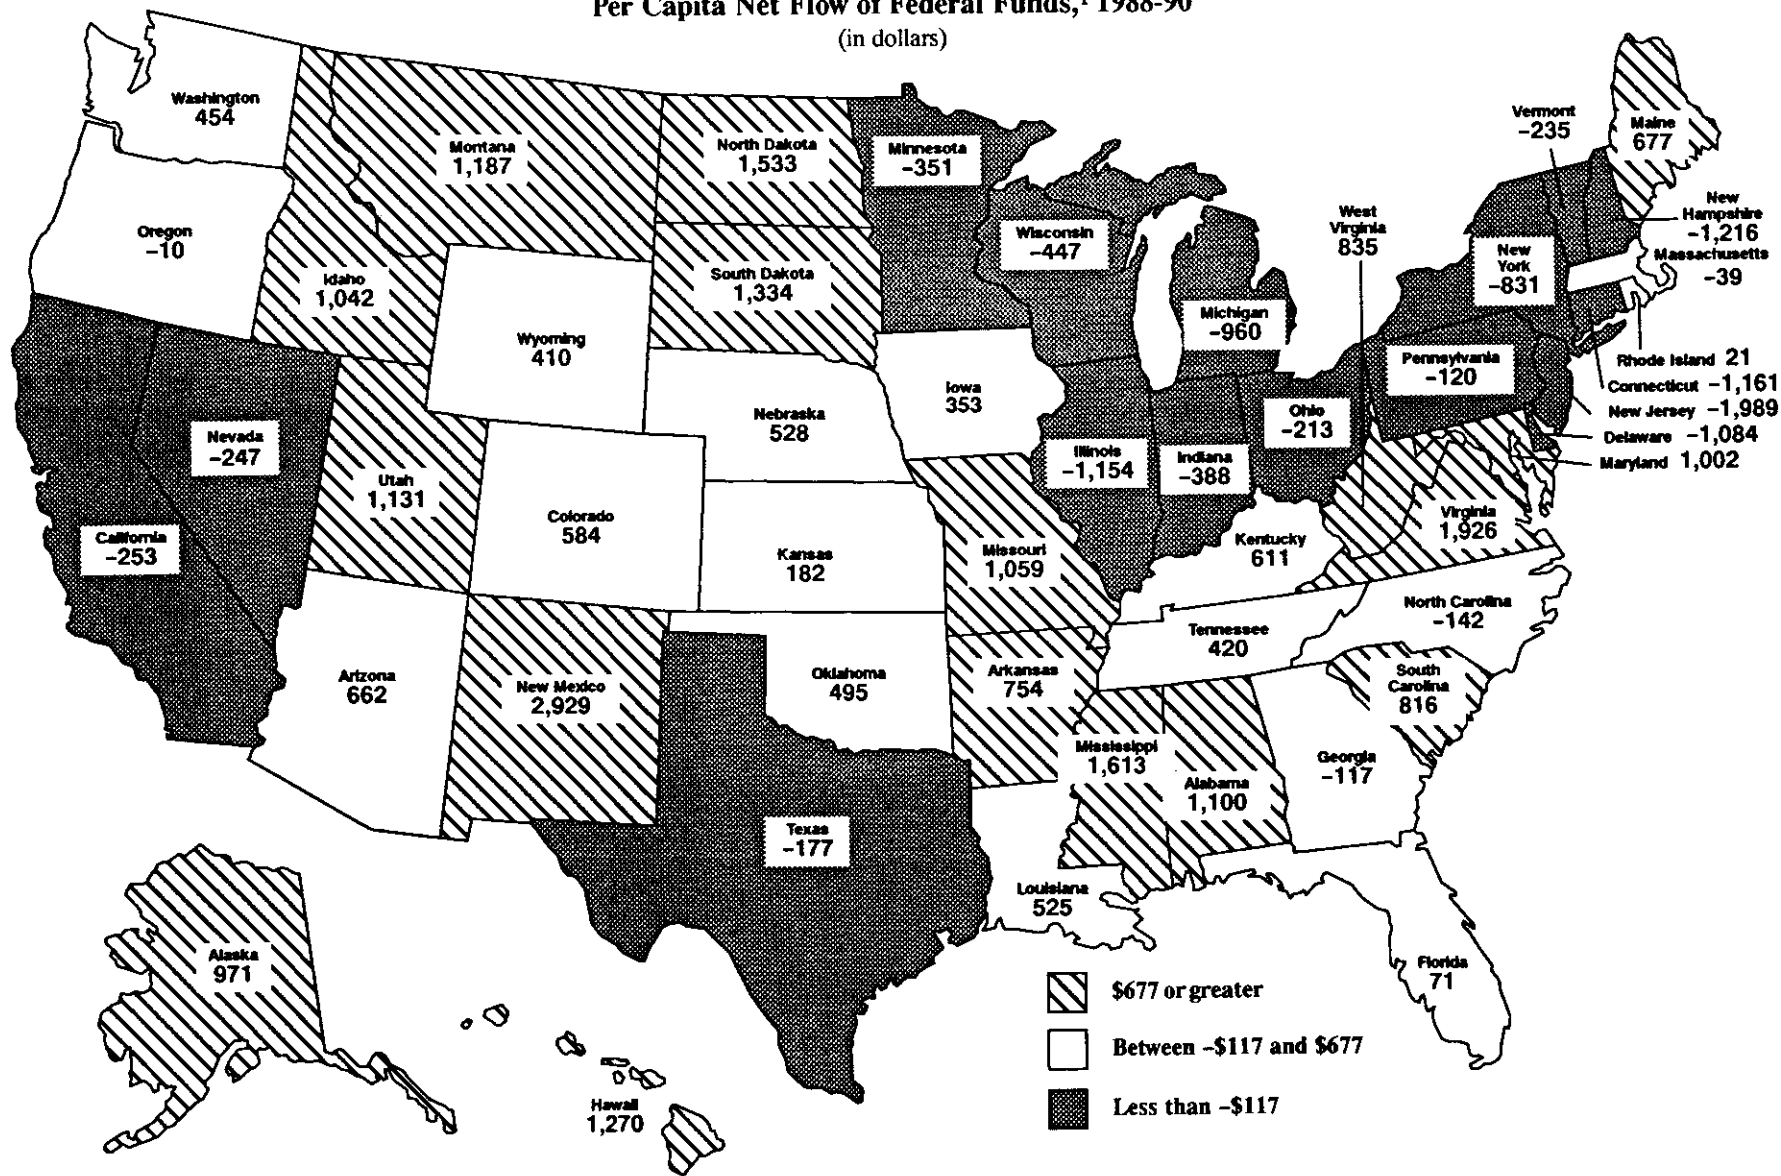 Per Capita Net Flow of Federal Funds,¹ 1988-90
(in dollars)
Washington
454
Oregon
-10
California
-253
Nevada
-247
Idaho
1,042
Montana
1,187
Wyoming
410
Utah
1,131
Colorado
584
Arizona
662
New Mexico
2,929
North Dakota
1,533
South Dakota
1,334
Nebraska
528
Kansas
182
Oklahoma
495
Texas
-177
Minnesota
-351
Iowa
353
Missouri
1,059
Arkansas
754
Louisiana
525
Wisconsin
-447
Illinois
-1,154
Michigan
-960
Indiana
-388
Ohio
-213
Kentucky
611
Tennessee
420
Mississippi
1,613
Alabama
1,100
Georgia
-117
Florida
71
South
Carolina
816
North Carolina
-142
Virginia
1,926
West
Virginia
835
Pennsylvania
-120
New
York
-831
Vermont
-235
Maine
677
New
Hampshire
-1,216
Massachusetts
-39
Rhode Island 21
Connecticut -1,161
New Jersey -1,989
Delaware -1,084
Maryland 1,002
Alaska
971
Hawaii
1,270
$677 or greater
Between -$117 and $677
Less than -$117